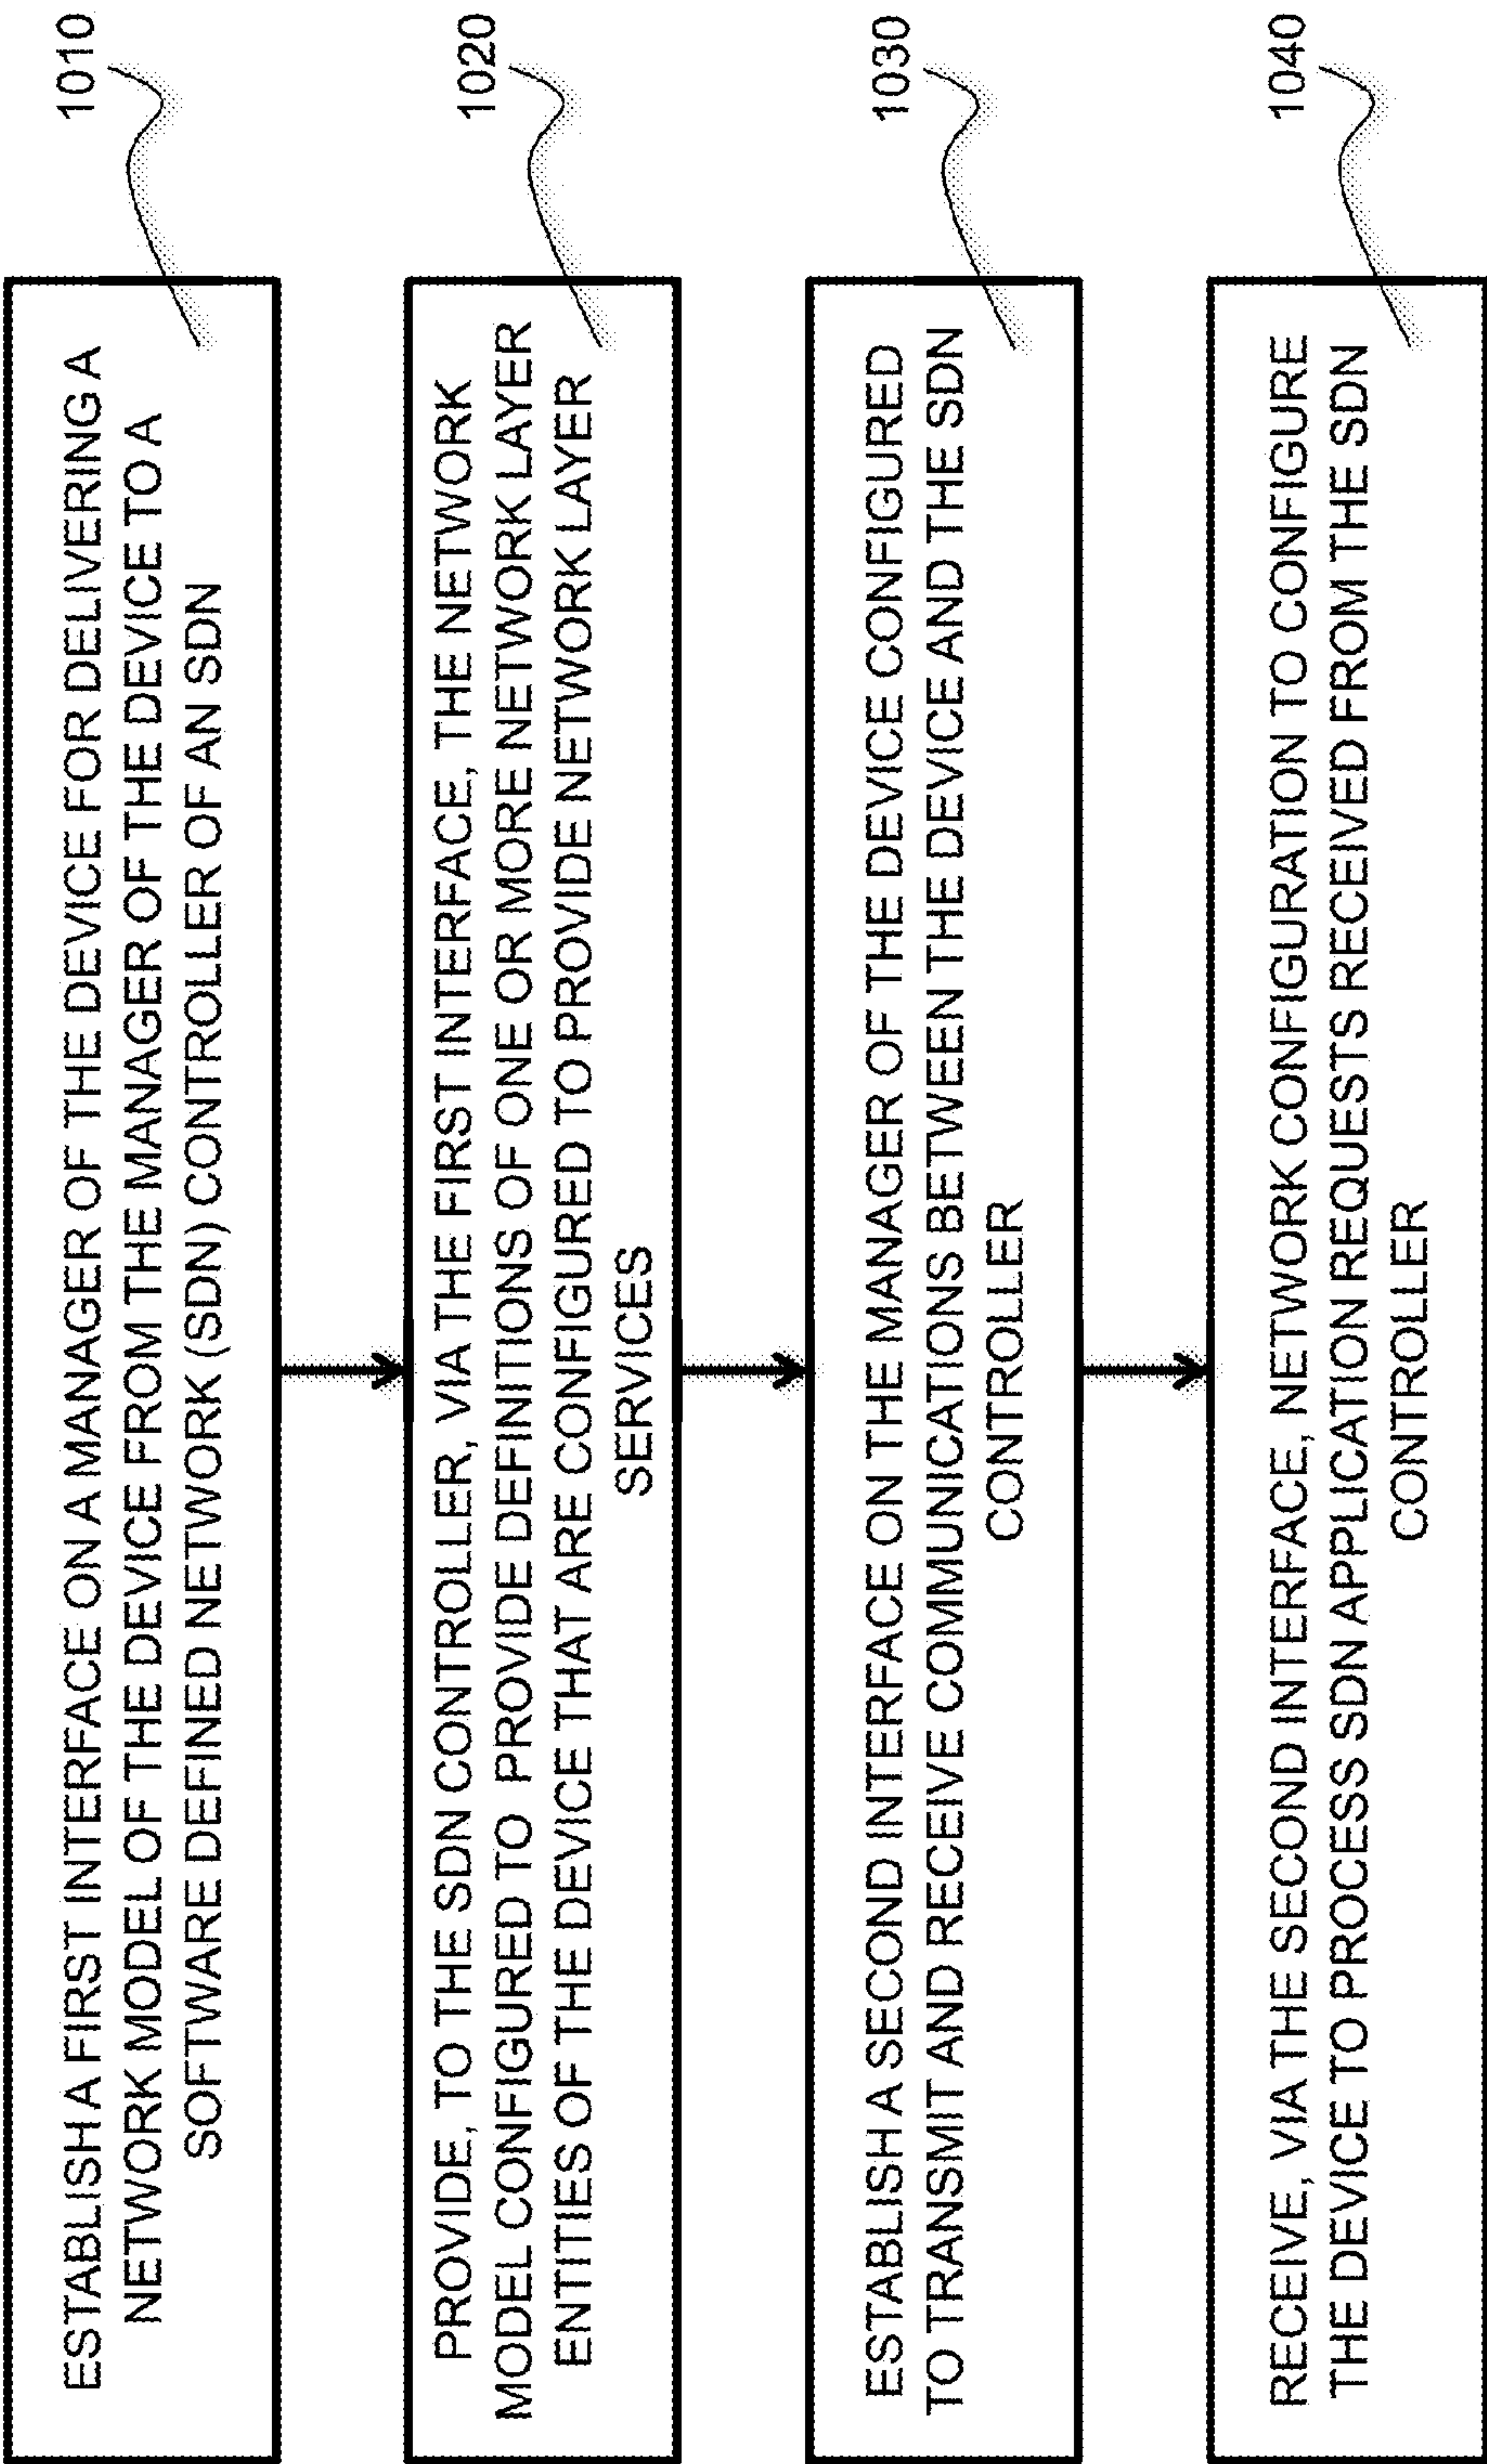 ESTABLISH A FIRST INTERFACE ON A MANAGER OF THE DEVICE FOR DELIVERING A
NETWORK MODEL OF THE DEVICE FROM THE MANAGER OF THE DEVICE TO A
SOFTWARE DEFINED NETWORK (SDN) CONTROLLER OF AN SDN
1010
PROVIDE, TO THE SDN CONTROLLER, VIA THE FIRST INTERFACE, THE NETWORK
MODEL CONFIGURED TO PROVIDE DEFINITIONS OF ONE OR MORE NETWORK LAYER
ENTITIES OF THE DEVICE THAT ARE CONFIGURED TO PROVIDE NETWORK LAYER
SERVICES
1020
ESTABLISH A SECOND INTERFACE ON THE MANAGER OF THE DEVICE CONFIGURED
TO TRANSMIT AND RECEIVE COMMUNICATIONS BETWEEN THE DEVICE AND THE SDN
CONTROLLER
1030
RECEIVE, VIA THE SECOND INTERFACE, NETWORK CONFIGURATION TO CONFIGURE
THE DEVICE TO PROCESS SDN APPLICATION REQUESTS RECEIVED FROM THE SDN
CONTROLLER
1040